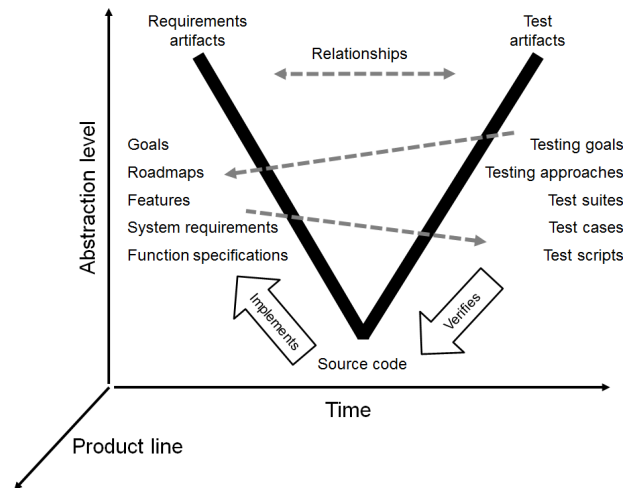 Requirements
artifacts
Test
artifacts
Relationships
Abstraction level
Goals
Roadmaps
Features
System requirements
Function specifications
Testing goals
Testing approaches
Test suites
Test cases
Test scripts
Implements
Verifies
Source code
Time
Product line